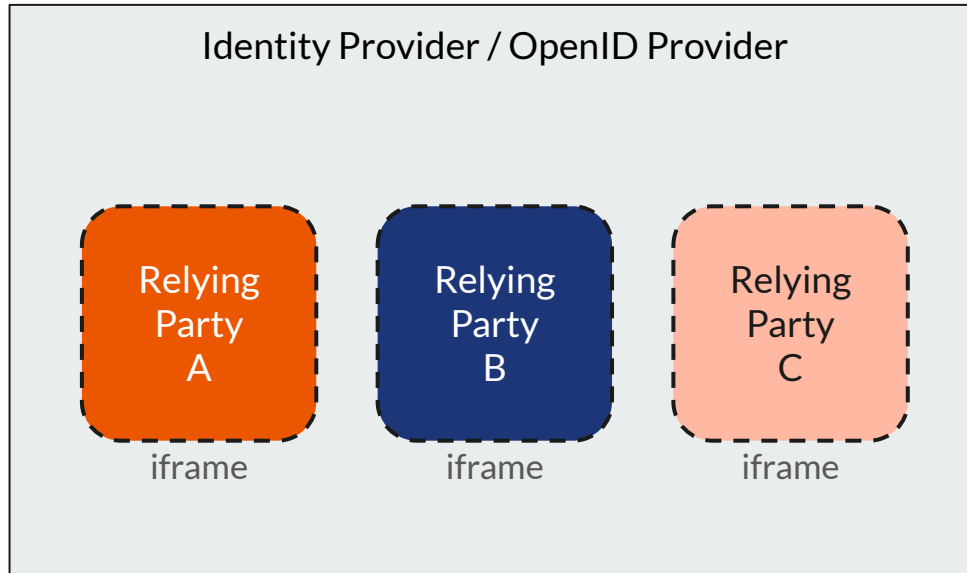 Identity Provider / OpenID Provider
Relying
Party
A
Relying
Party
B
Relying
Party
C
iframe
iframe
iframe